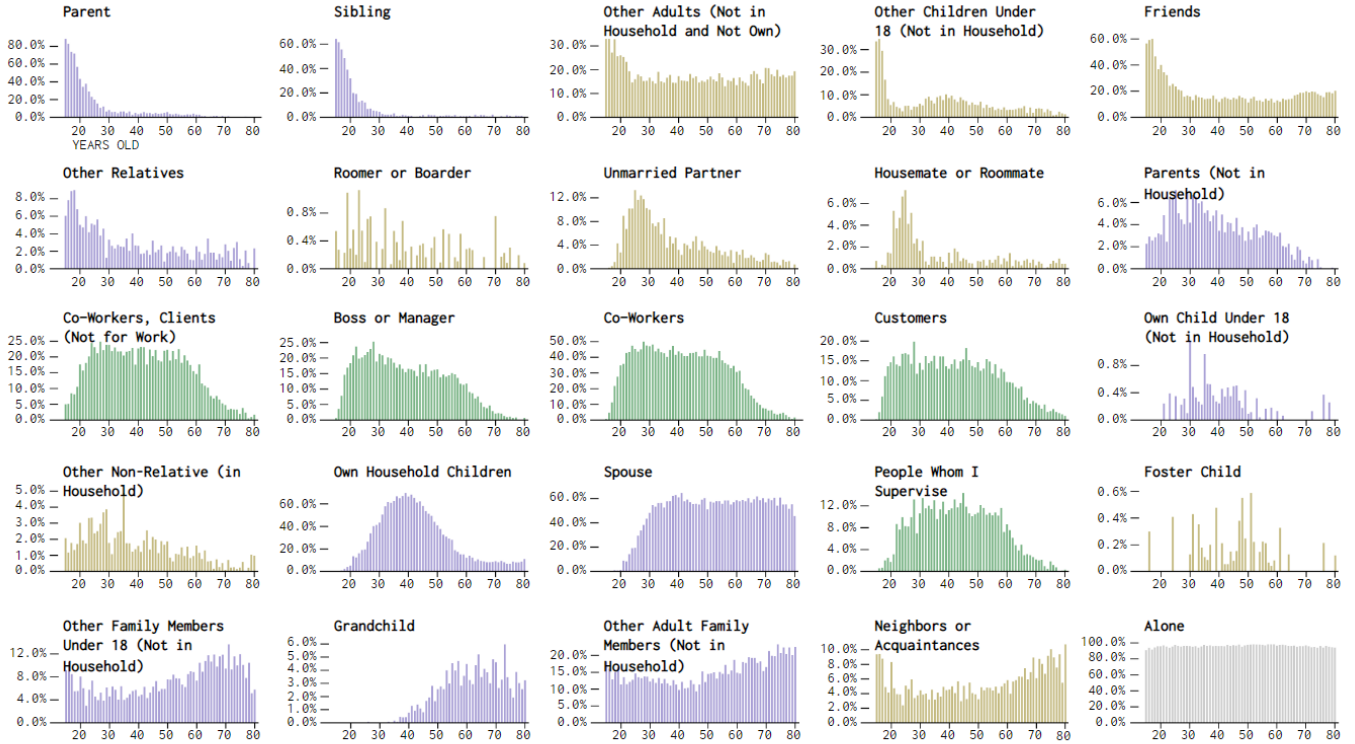 Parent
80.0%
60.0%
40.0%
20.0%
0.0%
20 30 40 50 60 70 80
YEARS OLD
Sibling
60.0%
40.0%
20.0%
0.0%
20 30 40 50 60 70 80
Other Adults (Not in
Household and Not Own)
30.0%
20.0%
10.0%
0.0%
20 30 40 50 60 70 80
Other Children Under
18 (Not in Household)
30.0%
20.0%
10.0%
0.0%
20 30 40 50 60 70 80
Friends
60.0%
40.0%
20.0%
0.0%
20 30 40 50 60 70 80
Other Relatives
8.0%
6.0%
4.0%
2.0%
0.0%
20 30 40 50 60 70 80
Roomer or Boarder
0.8%
0.4%
0.0%
20 30 40 50 60 70 80
Unmarried Partner
12.0%
8.0%
4.0%
0.0%
20 30 40 50 60 70 80
Housemate or Roommate
6.0%
4.0%
2.0%
0.0%
20 30 40 50 60 70 80
Parents (Not in
Household)
6.0%
4.0%
2.0%
0.0%
20 30 40 50 60 70 80
Co-Workers, Clients
(Not for Work)
25.0%
20.0%
15.0%
10.0%
5.0%
0.0%
20 30 40 50 60 70 80
Boss or Manager
25.0%
20.0%
15.0%
10.0%
5.0%
0.0%
20 30 40 50 60 70 80
Co-Workers
50.0%
40.0%
30.0%
20.0%
10.0%
0.0%
20 30 40 50 60 70 80
Customers
20.0%
15.0%
10.0%
5.0%
0.0%
20 30 40 50 60 70 80
Own Child Under 18
(Not in Household)
0.8%
0.4%
0.0%
20 30 40 50 60 70 80
Other Non-Relative (in
Household)
5.0%
4.0%
3.0%
2.0%
1.0%
0.0%
20 30 40 50 60 70 80
Own Household Children
60.0%
40.0%
20.0%
0.0%
20 30 40 50 60 70 80
Spouse
60.0%
40.0%
20.0%
0.0%
20 30 40 50 60 70 80
People Whom I
Supervise
12.0%
8.0%
4.0%
0.0%
20 30 40 50 60 70 80
Foster Child
0.6%
0.4%
0.2%
0.0%
20 30 40 50 60 70 80
Other Family Members
Under 18 (Not in
Household)
12.0%
8.0%
4.0%
0.0%
20 30 40 50 60 70 80
Grandchild
6.0%
5.0%
4.0%
3.0%
2.0%
1.0%
0.0%
20 30 40 50 60 70 80
Other Adult Family
Members (Not in
Household)
20.0%
15.0%
10.0%
5.0%
0.0%
20 30 40 50 60 70 80
Neighbors or
Acquaintances
10.0%
8.0%
6.0%
4.0%
2.0%
0.0%
20 30 40 50 60 70 80
Alone
100.0%
80.0%
60.0%
40.0%
20.0%
0.0%
20 30 40 50 60 70 80